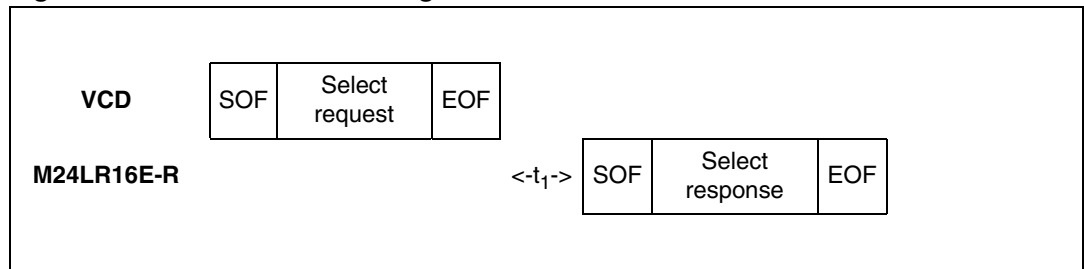 VCD
SOF
Select
request
EOF
M24LR16E-R
<-t₁->
SOF
Select
response
EOF